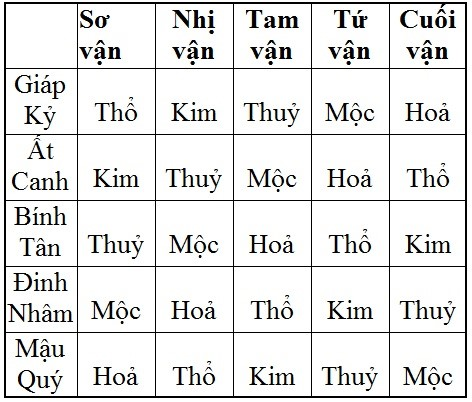 Sơ vận Nhị vận Tam vận Tứ vận Cuối vận
Giáp Kỷ Thổ Kim Thuỷ Mộc Hoả
Ất Canh Kim Thuỷ Mộc Hoả Thổ
Bính Tân Thuỷ Mộc Hoả Thổ Kim
Đinh Nhâm Mộc Hoả Thổ Kim Thuỷ
Mậu Quý Hoả Thổ Kim Thuỷ Mộc